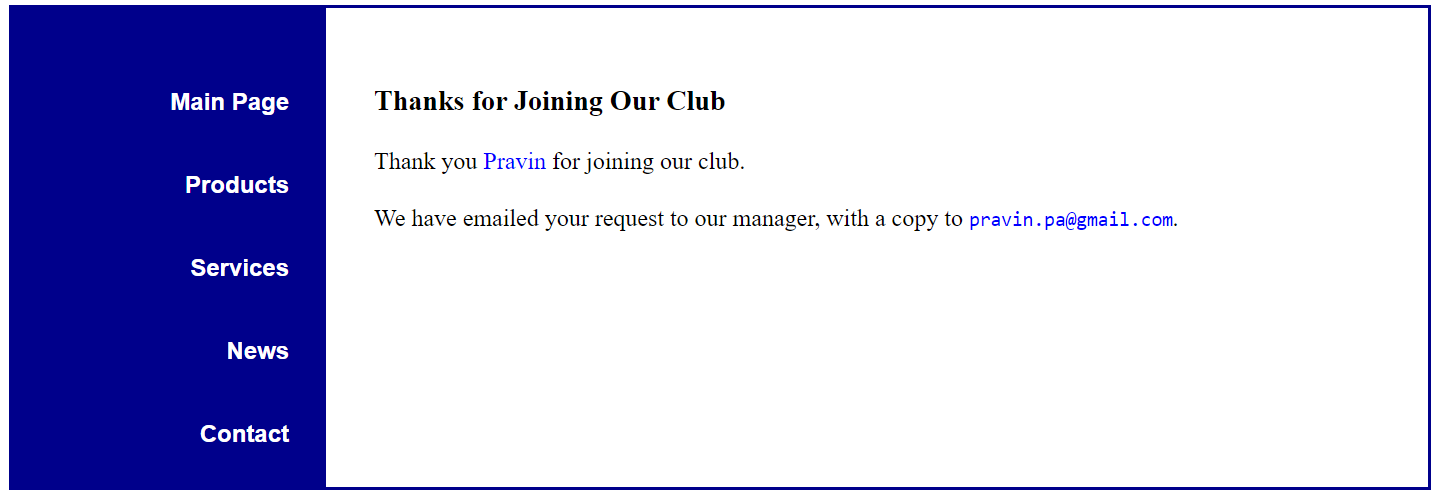 Main Page
Products
Services
News
Contact
Thanks for Joining Our Club
Thank you Pravin for joining our club.
We have emailed your request to our manager, with a copy to pravin.pa@gmail.com.